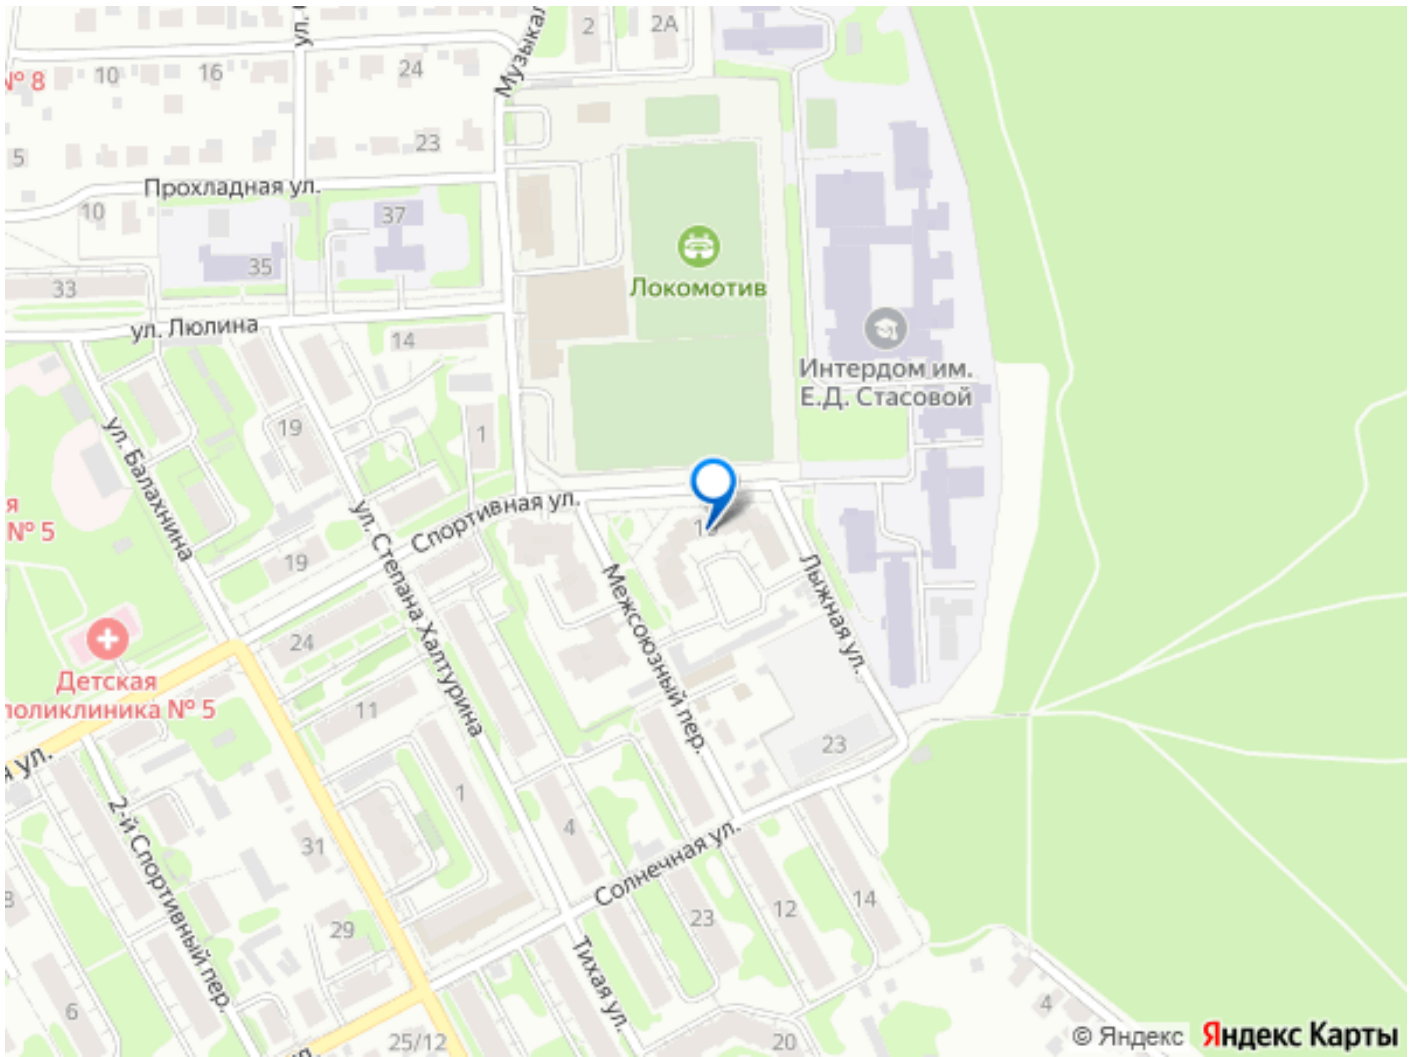 2
2А
Музыкал
ул.
№ 8
10
16
24
5
23
Прохладная ул.
10
37
35
33
Локомотив
ул. Люлина
14
Интердом им.
Е.Д. Стасовой
19
1
ул. Балахнина
я
№ 5
ул. Степана Халтурина
Спортивная ул.
19
Межсоюзный пер.
Лыжная ул.
24
Детская
поликлиника № 5
11
23
я ул.
2-й Спортивный пер.
1
4
31
Солнечная ул.
29
23
12
14
8
Тихая ул.
6
4
25/12
20
© Яндекс
Яндекс Карты